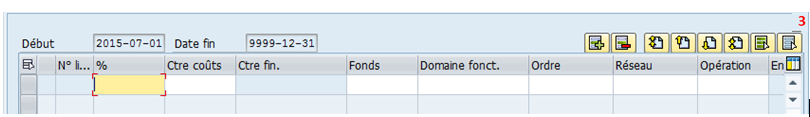 3
Début 2015-07-01 Date fin 9999-12-31
N° li... % Ctre coûts Ctre fin. Fonds Domaine fonct. Ordre Réseau Opération En